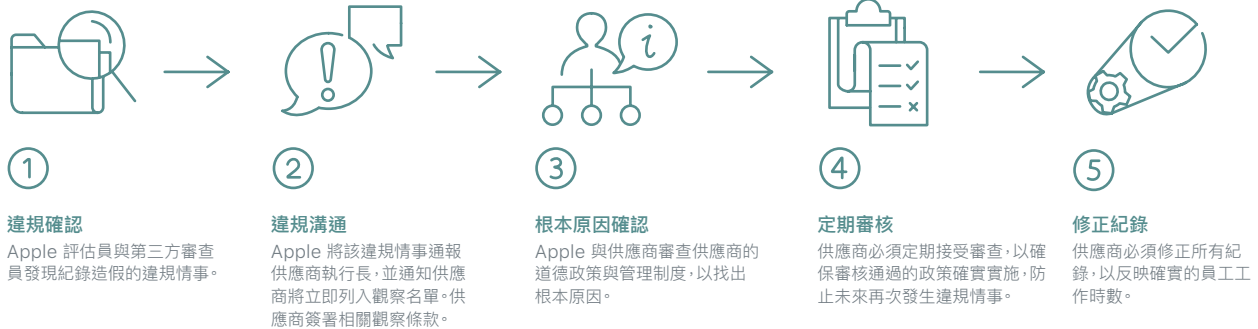 1
違規確認
Apple 評估員與第三方審查
員發現紀錄造假的違規情事。
2
違規溝通
Apple 將該違規情事通報
供應商執行長，並通知供應
商將立即列入觀察名單。供
應商簽署相關觀察條款。
i
3
根本原因確認
Apple 與供應商審查供應商的
道德政策與管理制度，以找出
根本原因。
4
定期審核
供應商必須定期接受審查，以確
保審核通過的政策確實實施，防
止未來再次發生違規情事。
5
修正紀錄
供應商必須修正所有紀
錄，以反映確實的員工工
作時數。